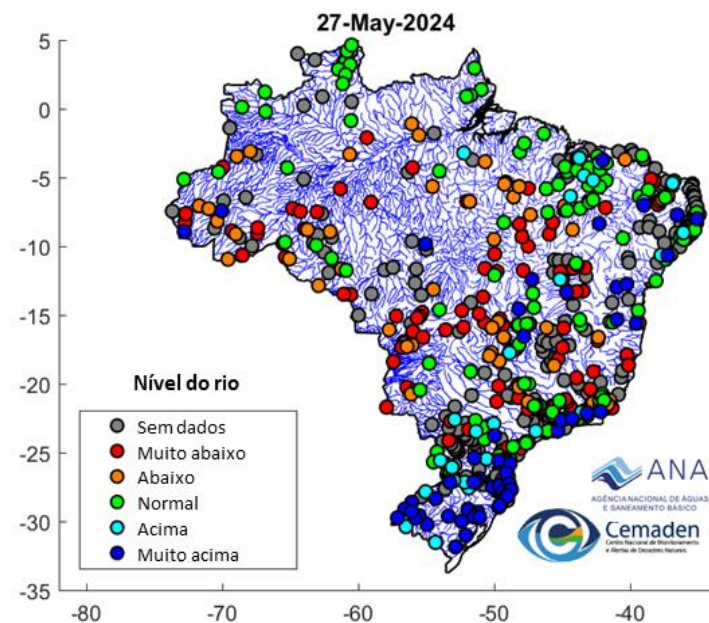 27-May-2024
5
0
-5
-10
-15
-20
-25
-30
-35
Nível do rio
Sem dados
Muito abaixo
Abaixo
Normal
Acima
Muito acima
ANA
AGÊNCIA NACIONAL DE ÁGUAS
E SANEAMENTO BÁSICO
Cemaden
Centro Nacional de Monitoramento
e Alertas de Desastres Naturais
-80
-70
-60
-50
-40